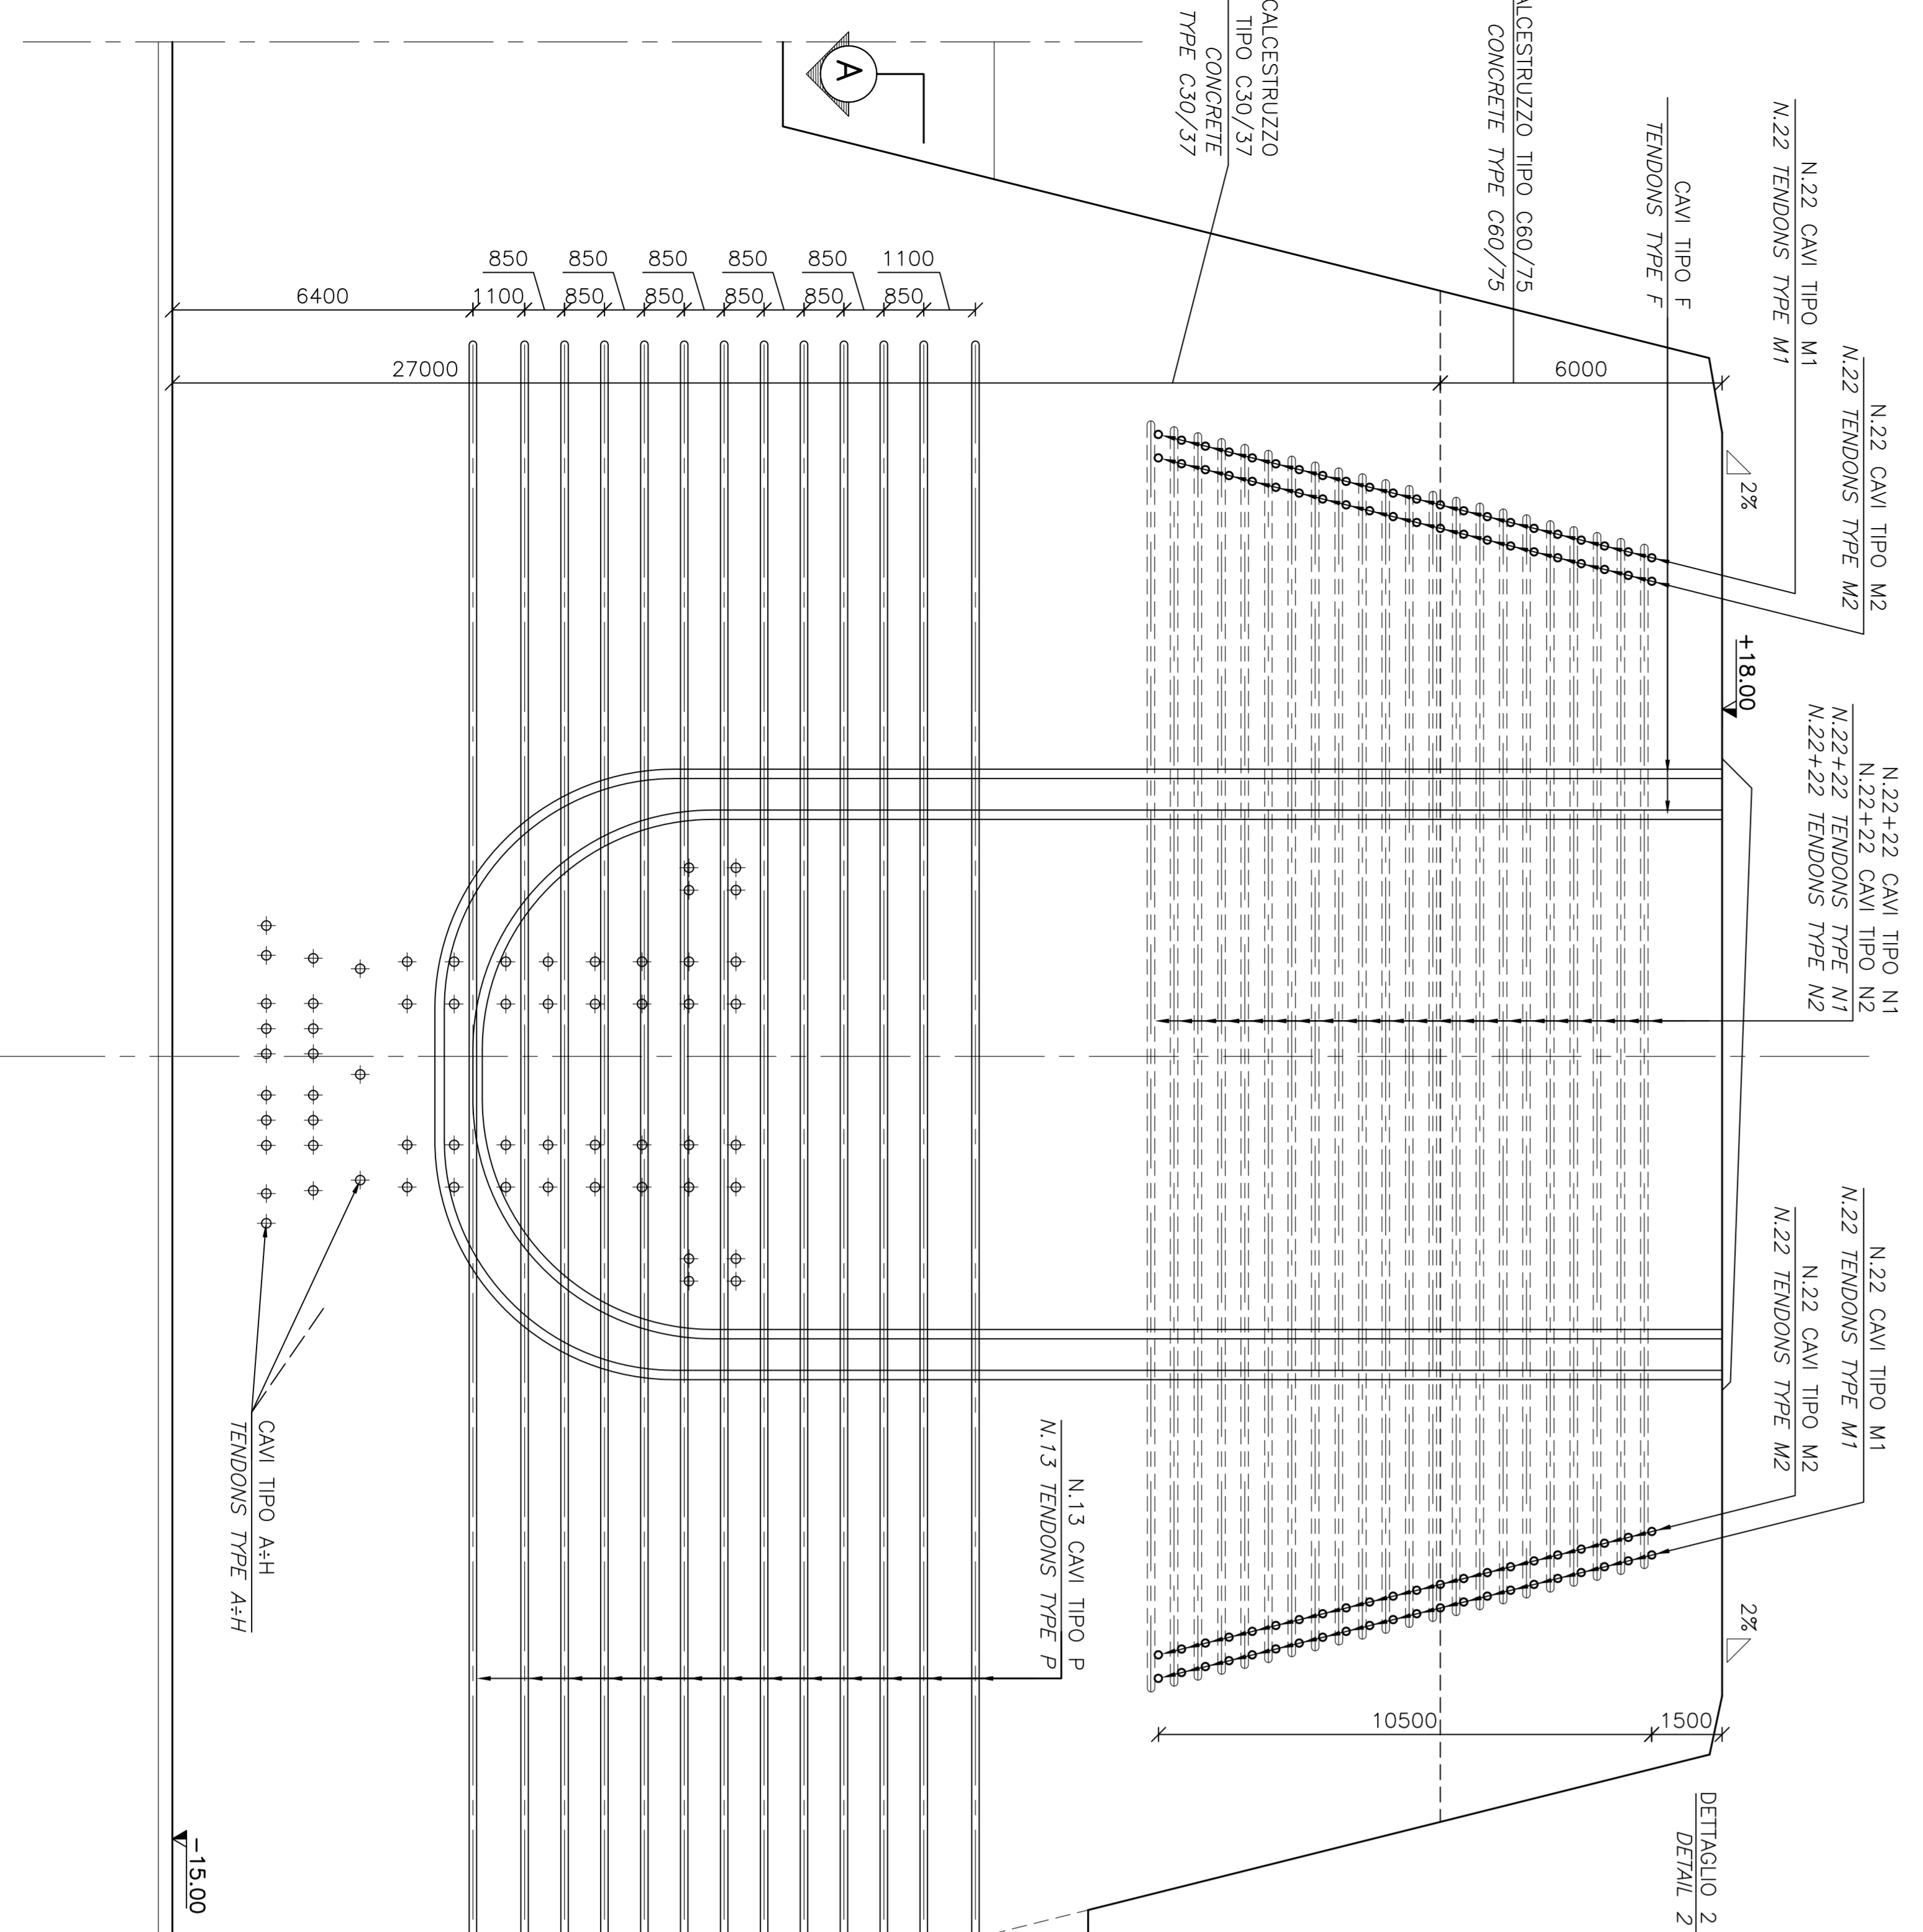 CALCESTRUZZO
TIPO C30/37
CONCRETE
TYPE C30/37
ALCESTRUZZO TIPO C60/75
CONCRETE TYPE C60/75
CAVI TIPO F
TENDONS TYPE F
N.22 CAVI TIPO M1
N.22 TENDONS TYPE M1
N.22 CAVI TIPO M2
N.22 TENDONS TYPE M2
A
2%
+18.00
N.22+22 CAVI TIPO N1
N.22+22 CAVI TIPO N2
N.22+22 TENDONS TYPE N1
N.22+22 TENDONS TYPE N2
N.22 CAVI TIPO M1
N.22 TENDONS TYPE M1
N.22 CAVI TIPO M2
N.22 TENDONS TYPE M2
2%
850
850
850
850
850
1100
6400
1100
850
850
850
850
850
27000
6000
N.13 CAVI TIPO P
N.13 TENDONS TYPE P
CAVI TIPO A÷H
TENDONS TYPE A÷H
10500
1500
DETTAGLIO 2
DETAIL 2
-15.00